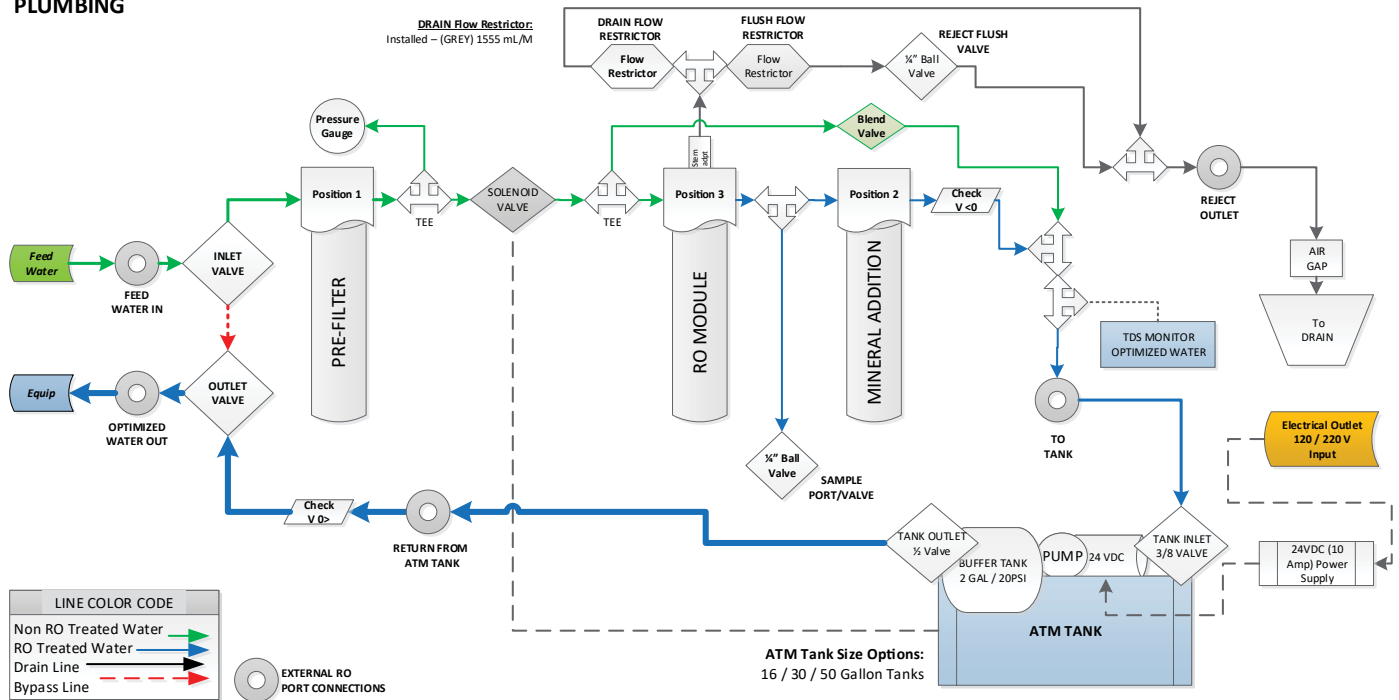 PLUMBING
DRAIN Flow Restrictor:
Installed – (GREY) 1555 mL/M
DRAIN FLOW
RESTRICTOR
FLUSH FLOW
RESTRICTOR
REJECT FLUSH
VALVE
Flow
Restrictor
Flow
Restrictor
¼” Ball
Valve
Pressure
Gauge
Stem
adpt
Blend
Valve
Position 1
TEE
SOLENOID
VALVE
TEE
Position 3
Position 2
Check
V <0
REJECT
OUTLET
Feed
Water
FEED
WATER IN
INLET
VALVE
PRE-FILTER
RO MODULE
MINERAL ADDITION
AIR
GAP
To
DRAIN
TDS MONITOR
OPTIMIZED WATER
Equip
OPTIMIZED
WATER OUT
OUTLET
VALVE
TO
TANK
Electrical Outlet
120 / 220 V
Input
¼” Ball
Valve
SAMPLE
PORT/VALVE
Check
V 0>
RETURN FROM
ATM TANK
TANK OUTLET
½ Valve
BUFFER TANK
2 GAL / 20PSI
PUMP
24 VDC
TANK INLET
3/8 VALVE
24VDC (10
Amp) Power
Supply
ATM TANK
ATM Tank Size Options:
16 / 30 / 50 Gallon Tanks
LINE COLOR CODE
Non RO Treated Water
RO Treated Water
Drain Line
Bypass Line
EXTERNAL RO
PORT CONNECTIONS